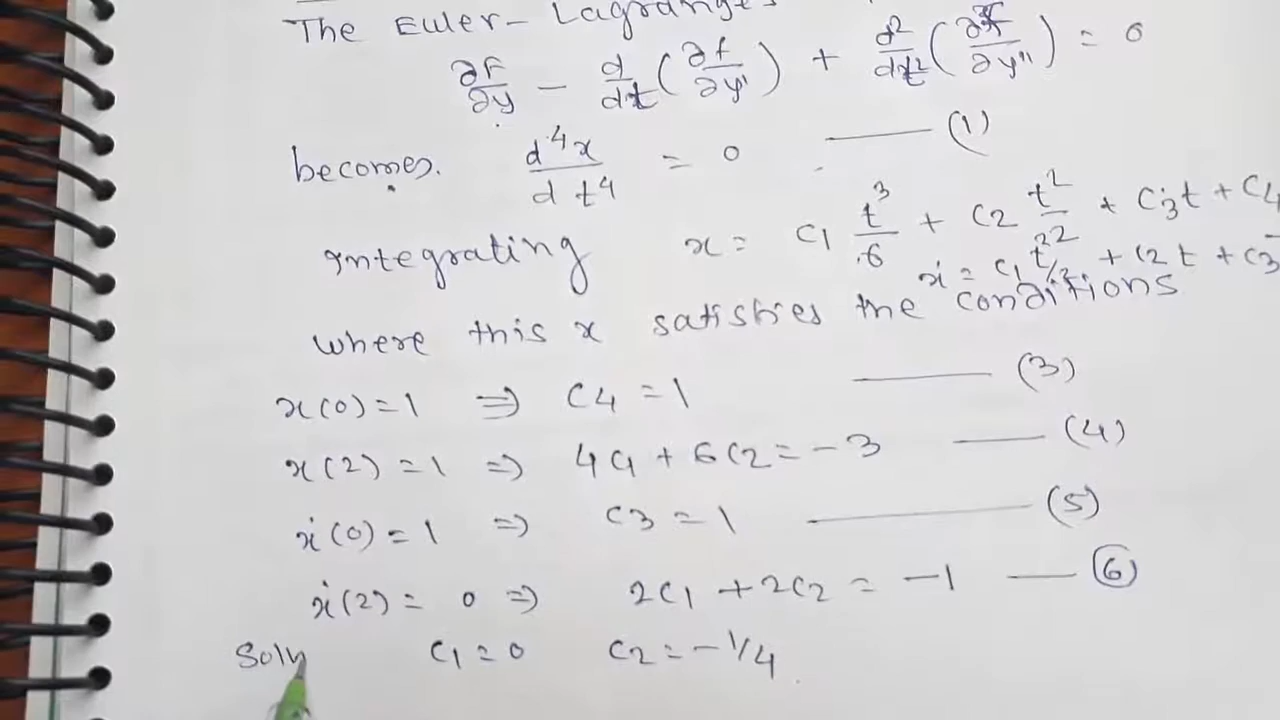 The Euler-Lagrange's
∂F/∂y − d/dt(∂f/∂y') + d²/dt²(∂f/∂y'') = 0
becomes. d⁴x/dt⁴ = 0 —— (1)
Integrating x = C1 t³/6 + C2 t²/2 + C3t + C4
ẋ = C1 t²/2 + C2 t + C3
where this x satisfies the conditions
x(0)=1 ⇒ C4 =1 —— (3)
x(2)=1 ⇒ 4C1 + 6C2 = -3 —— (4)
ẋ(0)=1 ⇒ C3 = 1 —— (5)
ẋ(2)= 0 ⇒ 2C1 +2C2 = -1 —— (6)
Soln C1 = 0 C2 = -1/4